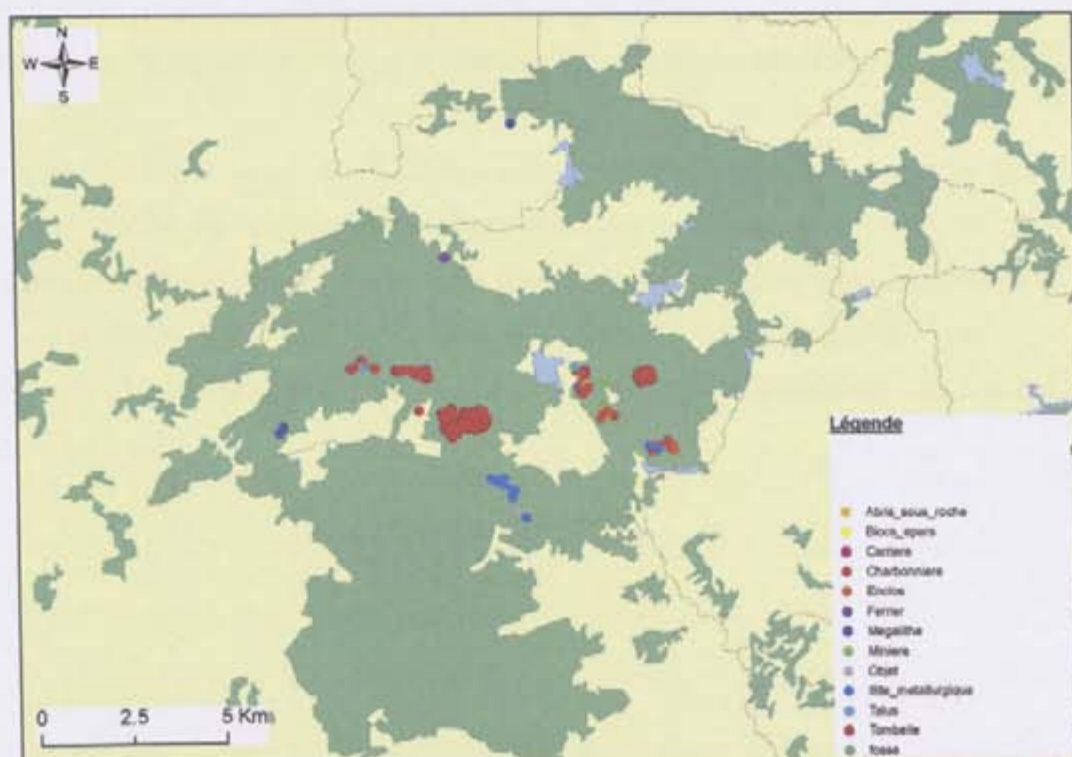 N
W E
S
Légende
Abris_sous_roche
Blocs_epars
Carriere
Charbonniere
Enclos
Ferrier
Megalithe
Miniere
Objet
Site_metallurgique
Talus
Tombelle
fosse
0 2.5 5 Kms